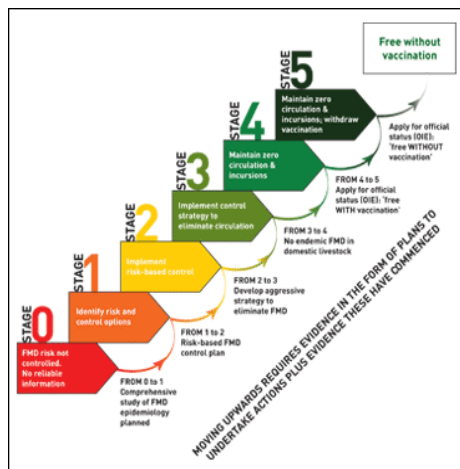 Free without
vaccination
STAGE 5
Maintain zero
circulation &
incursions; withdraw
vaccination
Apply for official
status (OIE):
'free WITHOUT
vaccination'
STAGE 4
Maintain zero circulation
& incursions
FROM 4 to 5
Apply for official
status (OIE): 'free
WITH vaccination'
STAGE 3
Implement control
strategy to
eliminate circulation
FROM 3 to 4
No endemic FMD in
domestic livestock
STAGE 2
Implement
risk-based control
FROM 2 to 3
Develop aggressive
strategy to
eliminate FMD
STAGE 1
Identify risk and
control options
FROM 1 to 2
Risk-based FMD
control plan
STAGE 0
FMD risk not
controlled.
No reliable
information
FROM 0 to 1
Comprehensive
study of FMD
epidemiology
planned
MOVING UPWARDS REQUIRES EVIDENCE IN THE FORM OF PLANS TO
UNDERTAKE ACTIONS PLUS EVIDENCE THESE HAVE COMMENCED